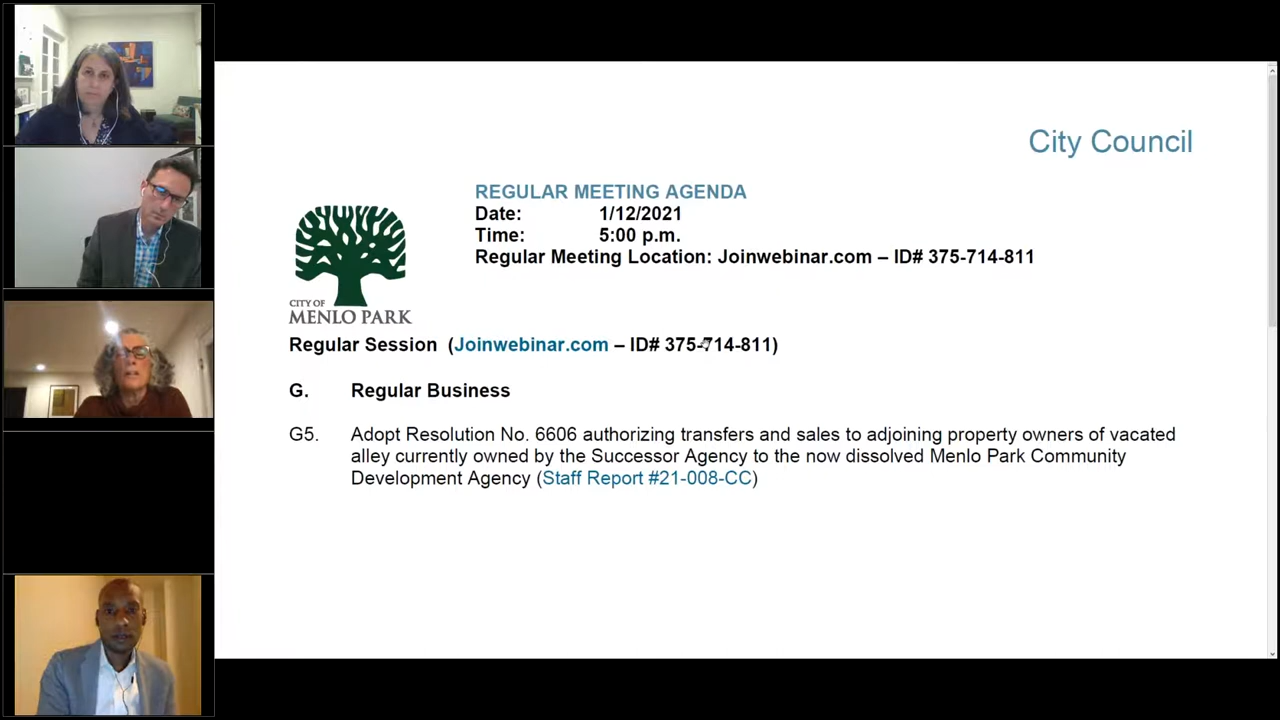 City Council
REGULAR MEETING AGENDA
Date: 1/12/2021
Time: 5:00 p.m.
Regular Meeting Location: Joinwebinar.com – ID# 375-714-811
CITY OF
MENLO PARK
Regular Session (Joinwebinar.com – ID# 375-714-811)
G. Regular Business
G5. Adopt Resolution No. 6606 authorizing transfers and sales to adjoining property owners of vacated
alley currently owned by the Successor Agency to the now dissolved Menlo Park Community
Development Agency (Staff Report #21-008-CC)